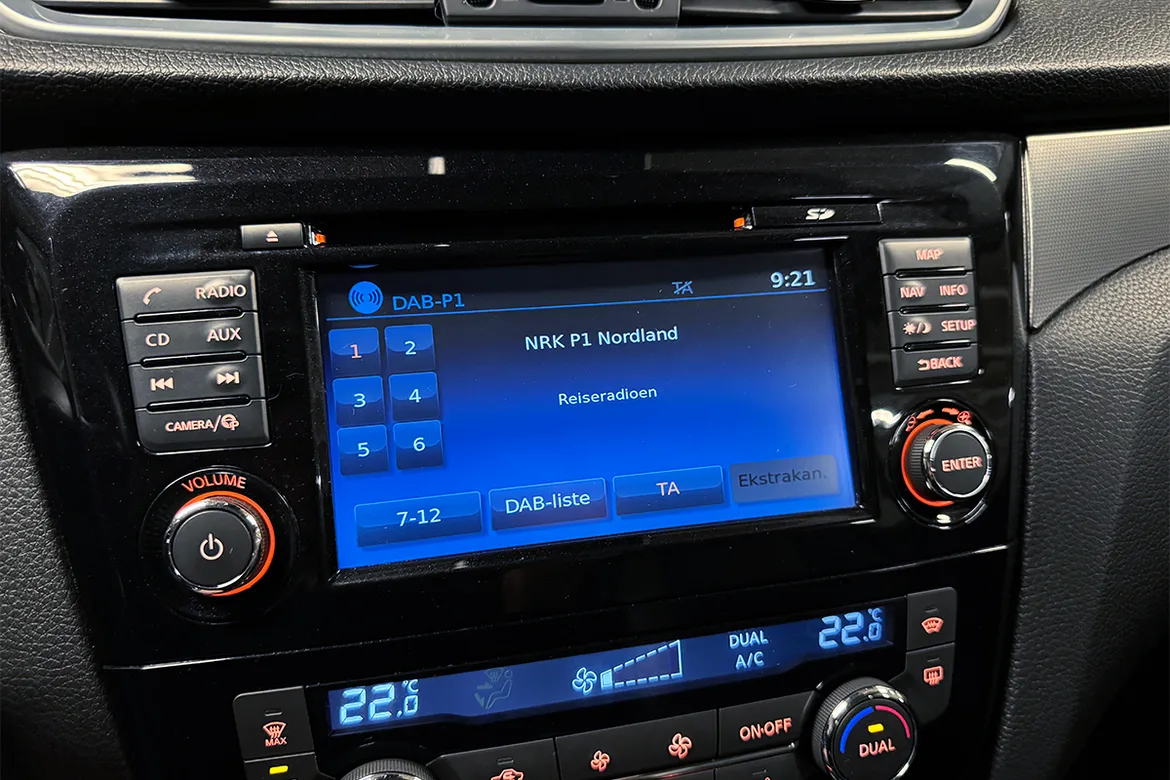 SD
MAP
RADIO
CD AUX
CAMERA/
VOLUME
DAB-P1 TA 9:21
1 2
3 4
5 6
NRK P1 Nordland
Reiseradioen
7-12 DAB-liste TA Ekstrakan.
NAV INFO
SETUP
BACK
ENTER
22.0 °C
DUAL
A/C
22.0 °C
MAX
ON·OFF
DUAL